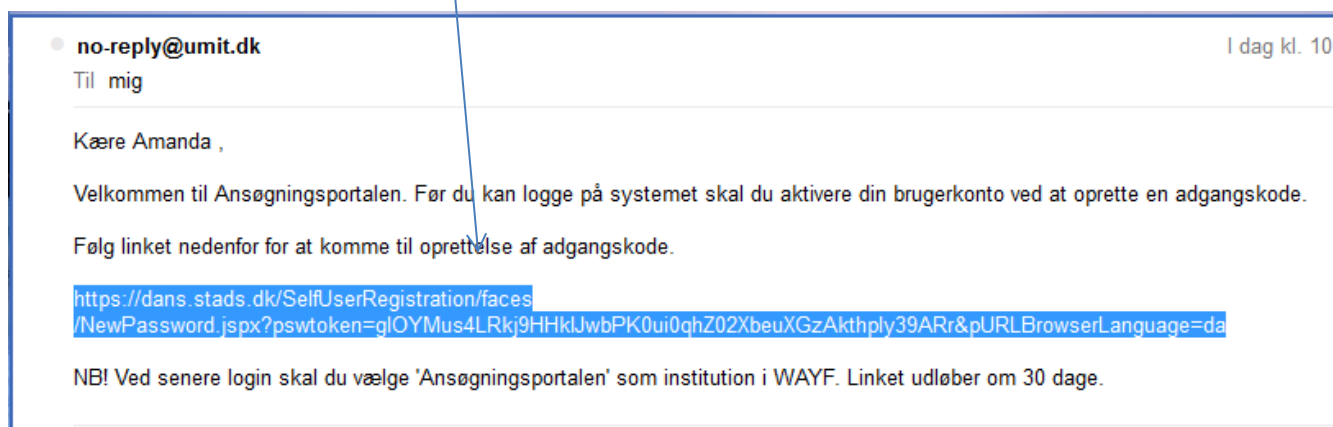 no-reply@umit.dk
I dag kl. 10
Til mig
Kære Amanda ,
Velkommen til Ansøgningsportalen. Før du kan logge på systemet skal du aktivere din brugerkonto ved at oprette en adgangskode.
Følg linket nedenfor for at komme til oprettelse af adgangskode.
https://dans.stads.dk/SelfUserRegistration/faces
/NewPassword.jspx?pswtoken=glOYMus4LRkj9HHklJwbPK0ui0qhZ02XbeuXGzAkthply39ARr&pURLBrowserLanguage=da
NB! Ved senere login skal du vælge 'Ansøgningsportalen' som institution i WAYF. Linket udløber om 30 dage.